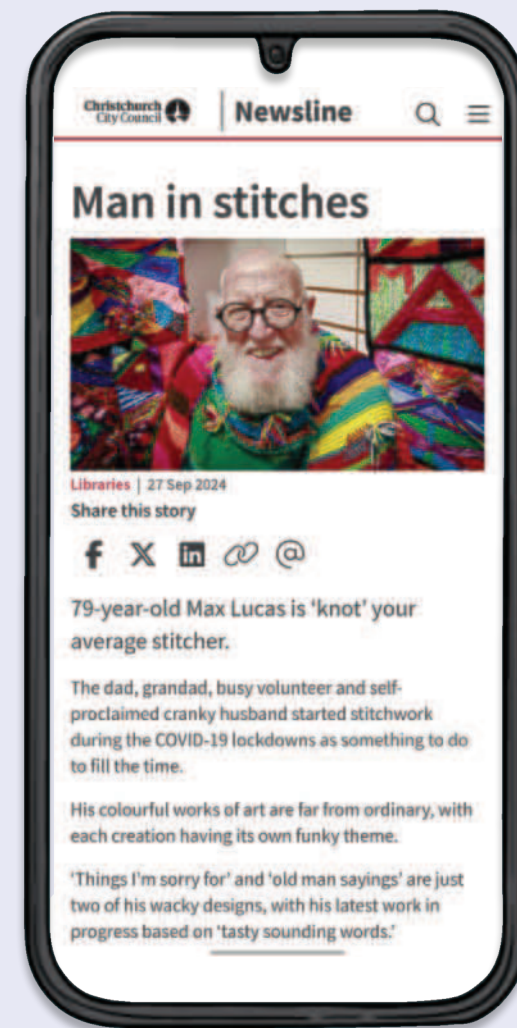 Christchurch
City Council
Newsline
Man in stitches
MA
Libraries | 27 Sep 2024
Share this story
79-year-old Max Lucas is ‘knot’ your
average stitcher.
The dad, grandad, busy volunteer and self-
proclaimed cranky husband started stitchwork
during the COVID-19 lockdowns as something to do
to fill the time.
His colourful works of art are far from ordinary, with
each creation having its own funky theme.
‘Things I'm sorry for’ and ‘old man sayings’ are just
two of his wacky designs, with his latest work in
progress based on ‘tasty sounding words.’